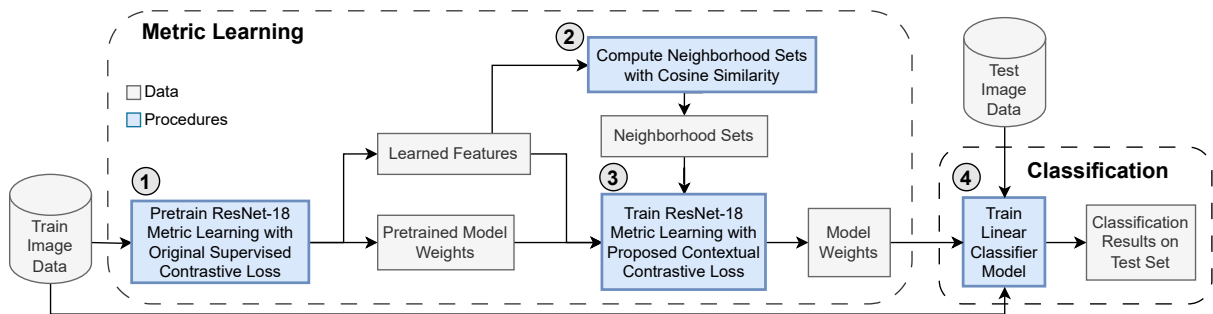 Metric Learning
Data
Procedures
Train
Image
Data
1
Pretrain ResNet-18
Metric Learning with
Original Supervised
Contrastive Loss
Learned Features
Pretrained Model
Weights
2
Compute Neighborhood Sets
with Cosine Similarity
Neighborhood Sets
3
Train ResNet-18
Metric Learning with
Proposed Contextual
Contrastive Loss
Model
Weights
Test
Image
Data
Classification
4
Train
Linear
Classifier
Model
Classification
Results on
Test Set